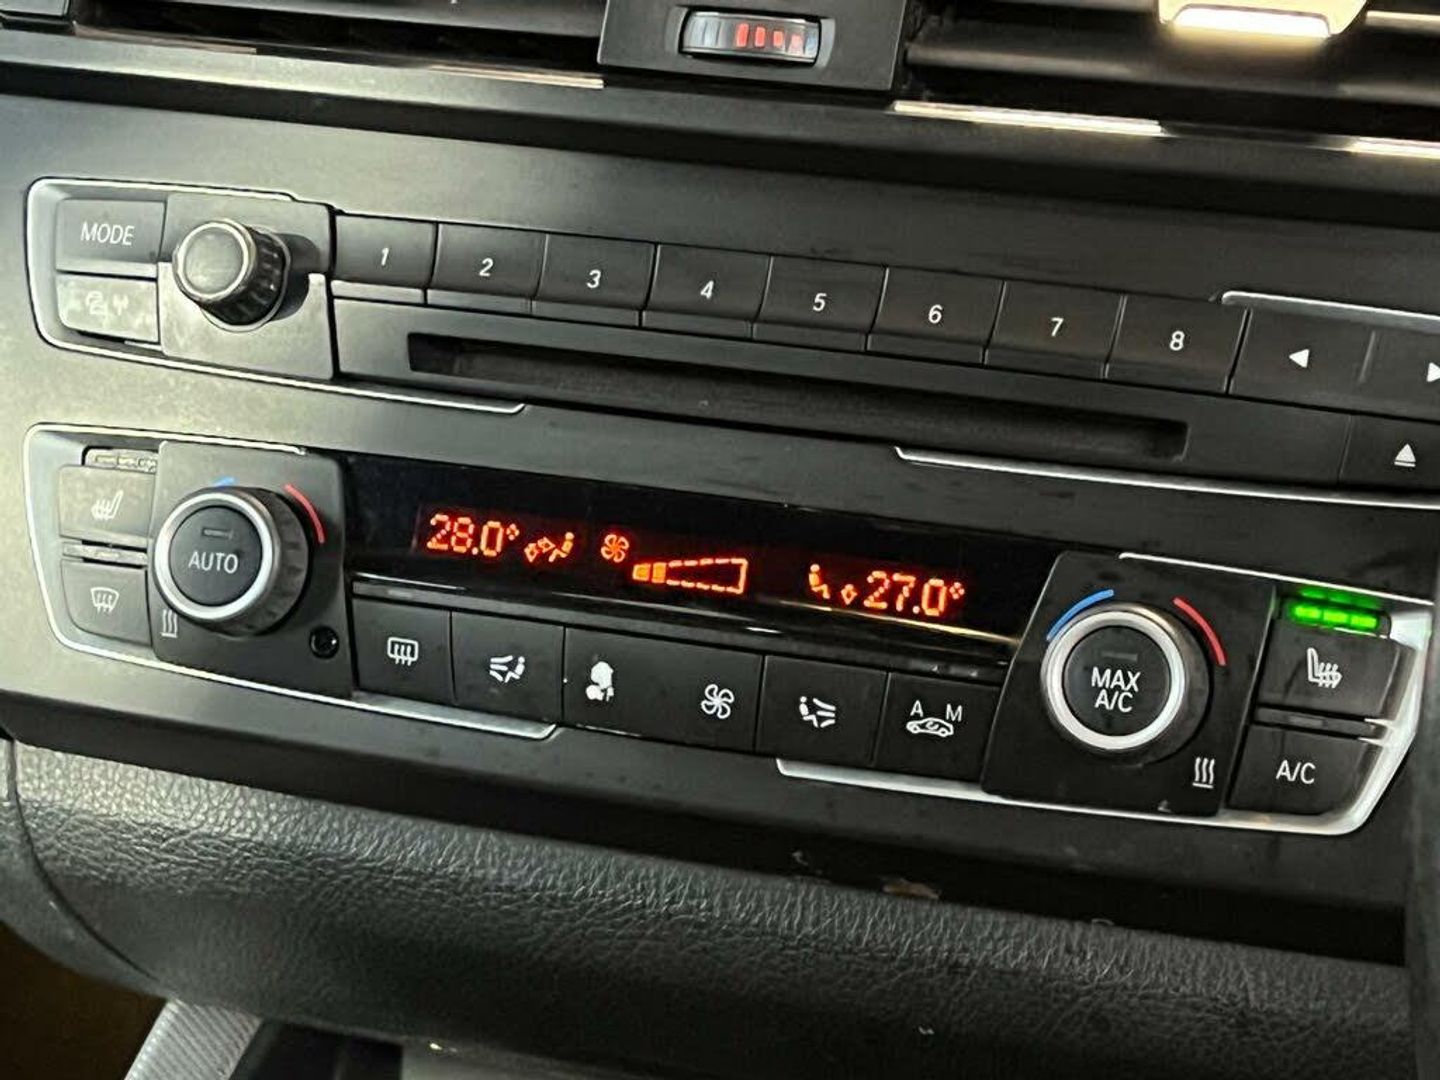 MODE
1 2 3 4 5 6 7 8
28.0° 27.0°
AUTO
MAX
A/C
A M
A/C